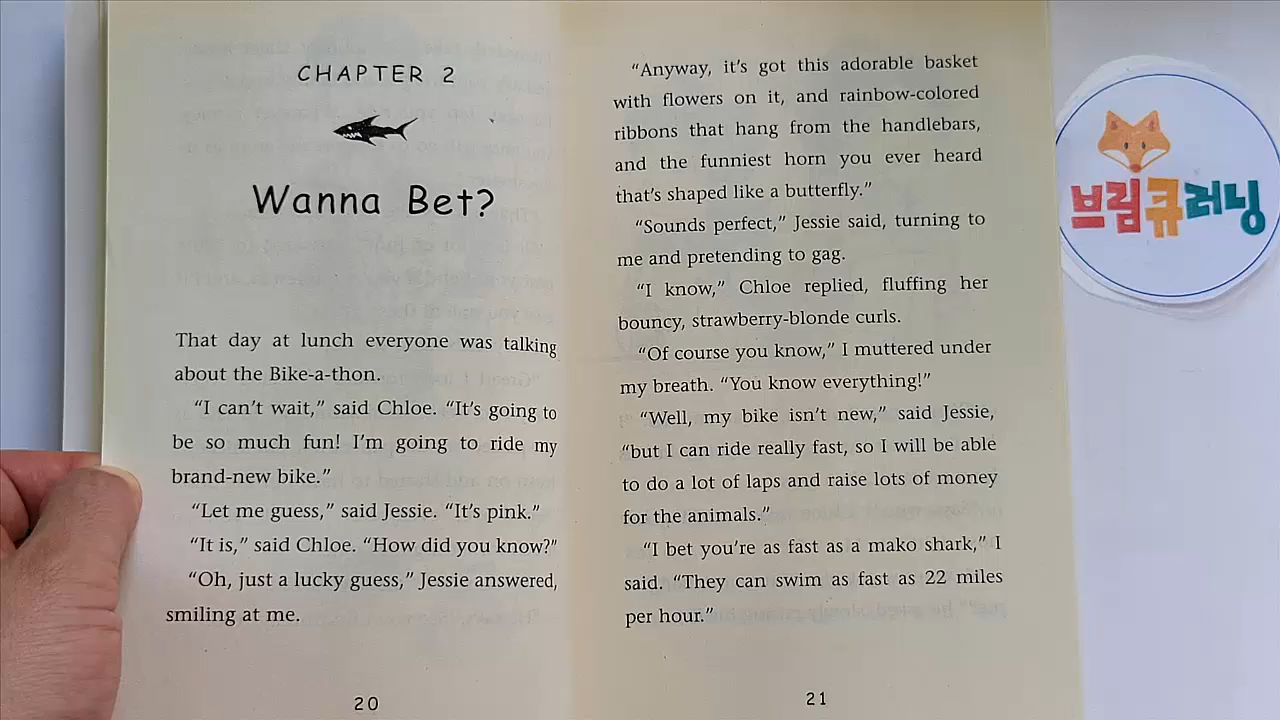 CHAPTER 2
Wanna Bet?
That day at lunch everyone was talking
about the Bike-a-thon.
“I can’t wait,” said Chloe. “It’s going to
be so much fun! I’m going to ride my
brand-new bike.”
“Let me guess,” said Jessie. “It’s pink.”
“It is,” said Chloe. “How did you know?”
“Oh, just a lucky guess,” Jessie answered,
smiling at me.
20
“Anyway, it’s got this adorable basket
with flowers on it, and rainbow-colored
ribbons that hang from the handlebars,
and the funniest horn you ever heard
that’s shaped like a butterfly.”
“Sounds perfect,” Jessie said, turning to
me and pretending to gag.
“I know,” Chloe replied, fluffing her
bouncy, strawberry-blonde curls.
“Of course you know,” I muttered under
my breath. “You know everything!”
“Well, my bike isn’t new,” said Jessie,
“but I can ride really fast, so I will be able
to do a lot of laps and raise lots of money
for the animals.”
“I bet you’re as fast as a mako shark,” I
said. “They can swim as fast as 22 miles
per hour.”
21
브림큐러닝